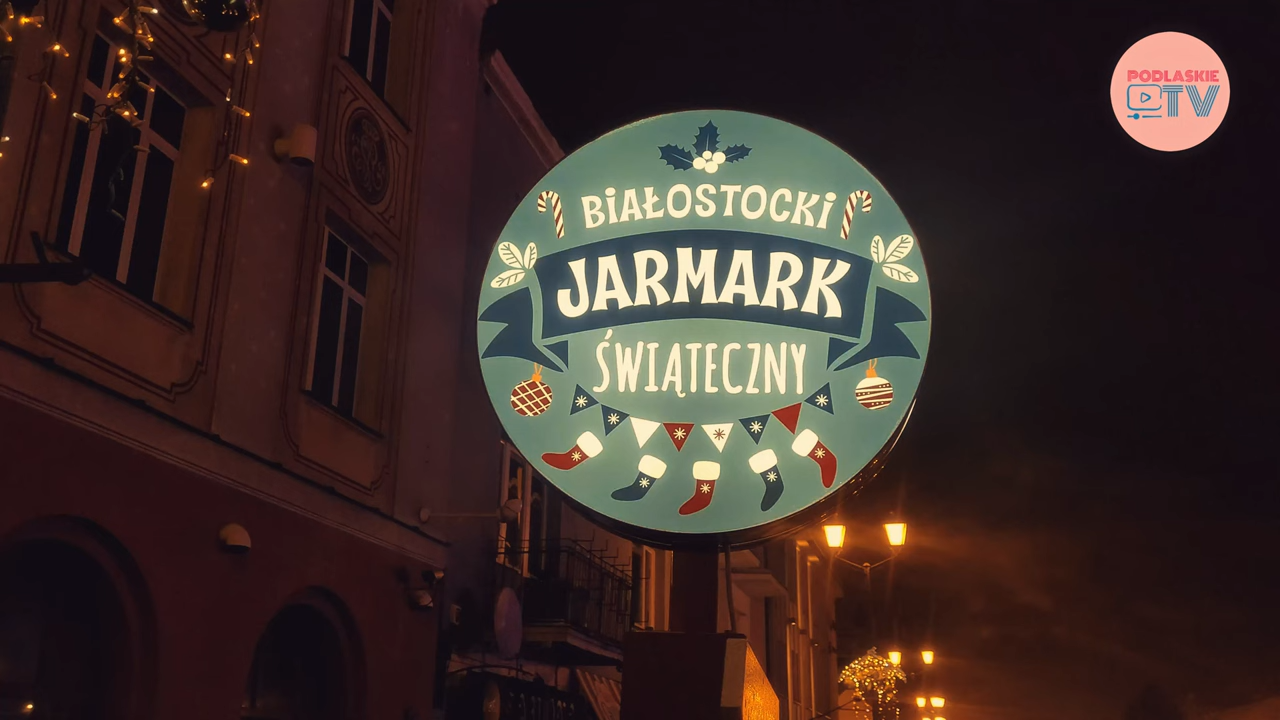 BIAŁOSTOCKI
JARMARK
ŚWIĄTECZNY
PODLASKIE
TV